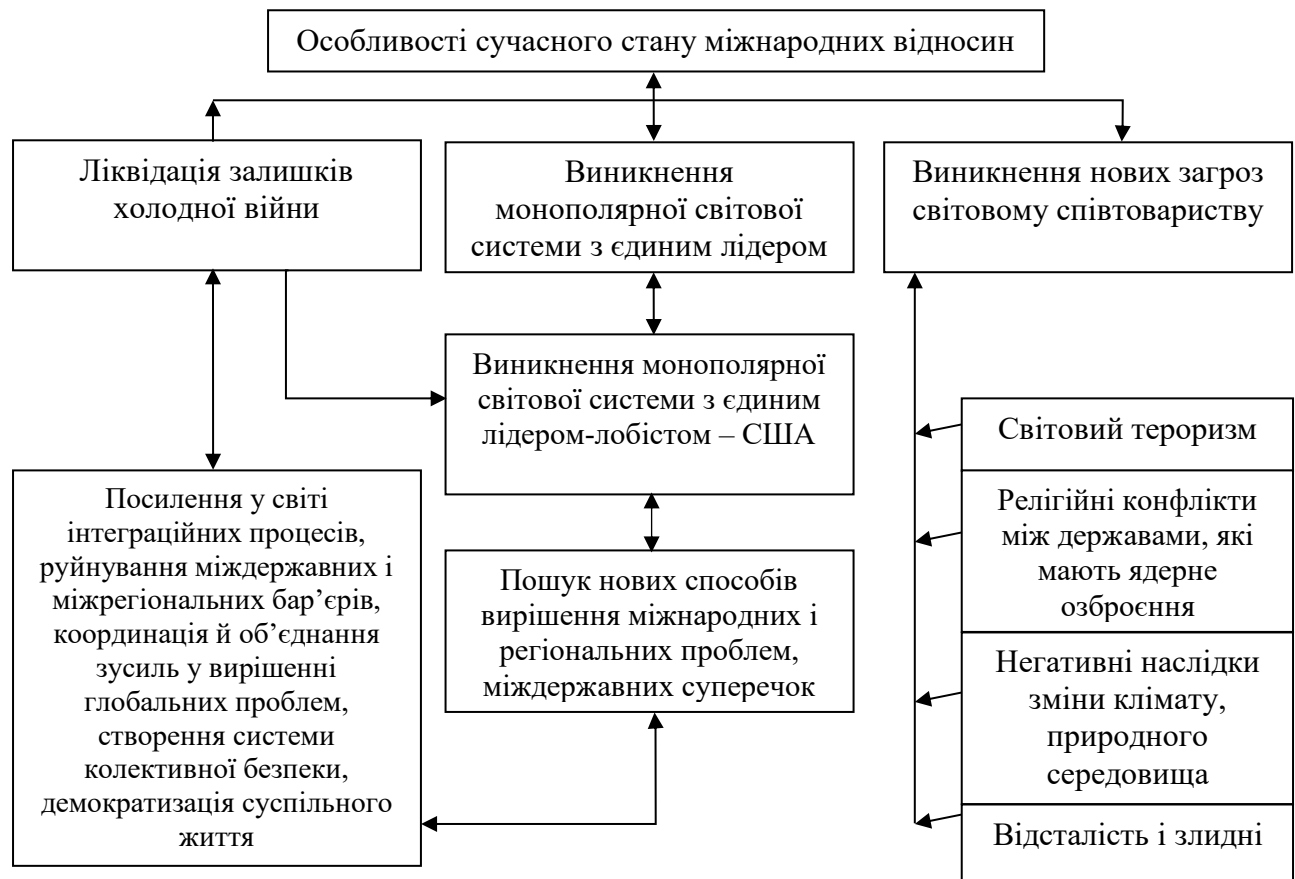 Особливості сучасного стану міжнародних відносин
Ліквідація залишків
холодної війни
Виникнення
монополярної світової
системи з єдиним лідером
Виникнення нових загроз
світовому співтовариству
Виникнення монополярної
світової системи з єдиним
лідером-лобістом – США
Посилення у світі
інтеграційних процесів,
руйнування міждержавних і
міжрегіональних бар’єрів,
координація й об’єднання
зусиль у вирішенні
глобальних проблем,
створення системи
колективної безпеки,
демократизація суспільного
життя
Пошук нових способів
вирішення міжнародних і
регіональних проблем,
міждержавних суперечок
Світовий тероризм
Релігійні конфлікти
між державами, які
мають ядерне
озброєння
Негативні наслідки
зміни клімату,
природного
середовища
Відсталість і злидні